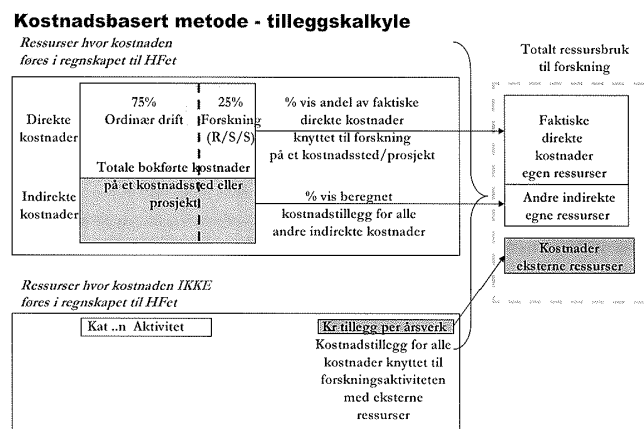 Kostnadsbasert metode - tilleggskalkyle
Ressurser hvor kostnaden
føres i regnskapet til HFet
Totalt ressursbruk
til forskning
Direkte
kostnader
75%
Ordinær drift
25%
Forskning
(R/S/S)
% vis andel av faktiske
direkte kostnader
knyttet til forskning
på et kostnadssted/prosjekt
Faktiske
direkte
kostnader
egen ressurser
Totale bokførte kostnader
på et kostnadssted eller
prosjekt
Indirekte
kostnader
% vis beregnet
kostnadstillegg for alle
andre indirekte kostnader
Andre indirekte
egne ressurser
Kostnader
eksterne ressurser
Ressurser hvor kostnaden IKKE
føres i regnskapet til HFet
Kat ..n Aktivitet
Kr tillegg per årsverk
Kostnadstillegg for alle
kostnader knyttet til
forskningsaktiviteten
med eksterne
ressurser